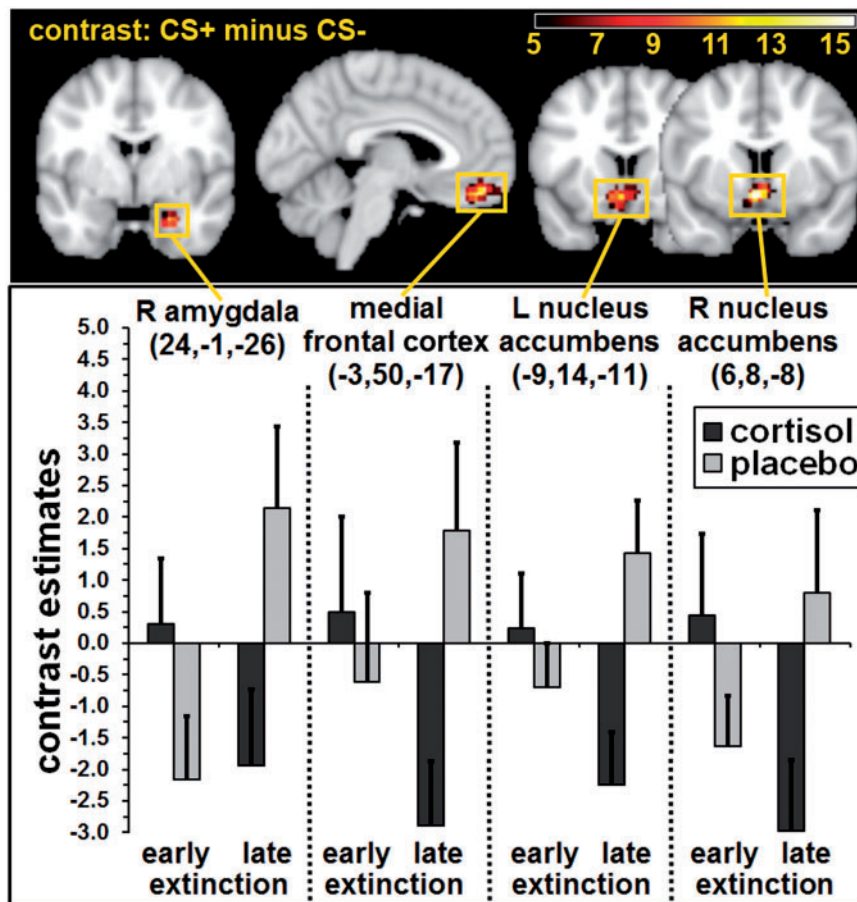 contrast: CS+ minus CS-
5 7 9 11 13 15
R amygdala
(24,-1,-26)
medial
frontal cortex
(-3,50,-17)
L nucleus
accumbens
(-9,14,-11)
R nucleus
accumbens
(6,8,-8)
cortisol
placebo
contrast estimates
5.0
4.5
4.0
3.5
3.0
2.5
2.0
1.5
1.0
0.5
0.0
-0.5
-1.0
-1.5
-2.0
-2.5
-3.0
early late
extinction
early late
extinction
early late
extinction
early late
extinction